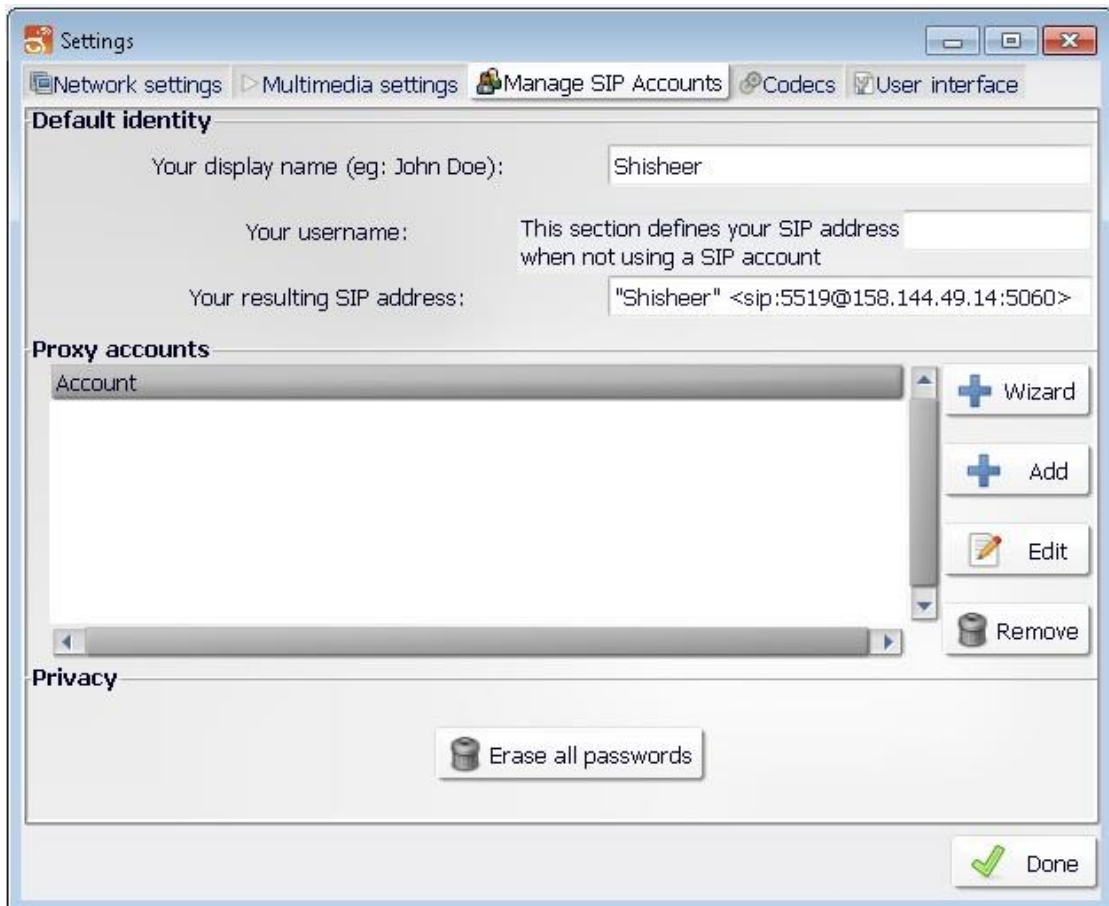 Settings
Network settings Multimedia settings Manage SIP Accounts Codecs User interface
Default identity
Your display name (eg: John Doe): Shisheer
Your username: This section defines your SIP address
when not using a SIP account
Your resulting SIP address: "Shisheer" <sip:5519@158.144.49.14:5060>
Proxy accounts
Account
Wizard
Add
Edit
Remove
Privacy
Erase all passwords
Done